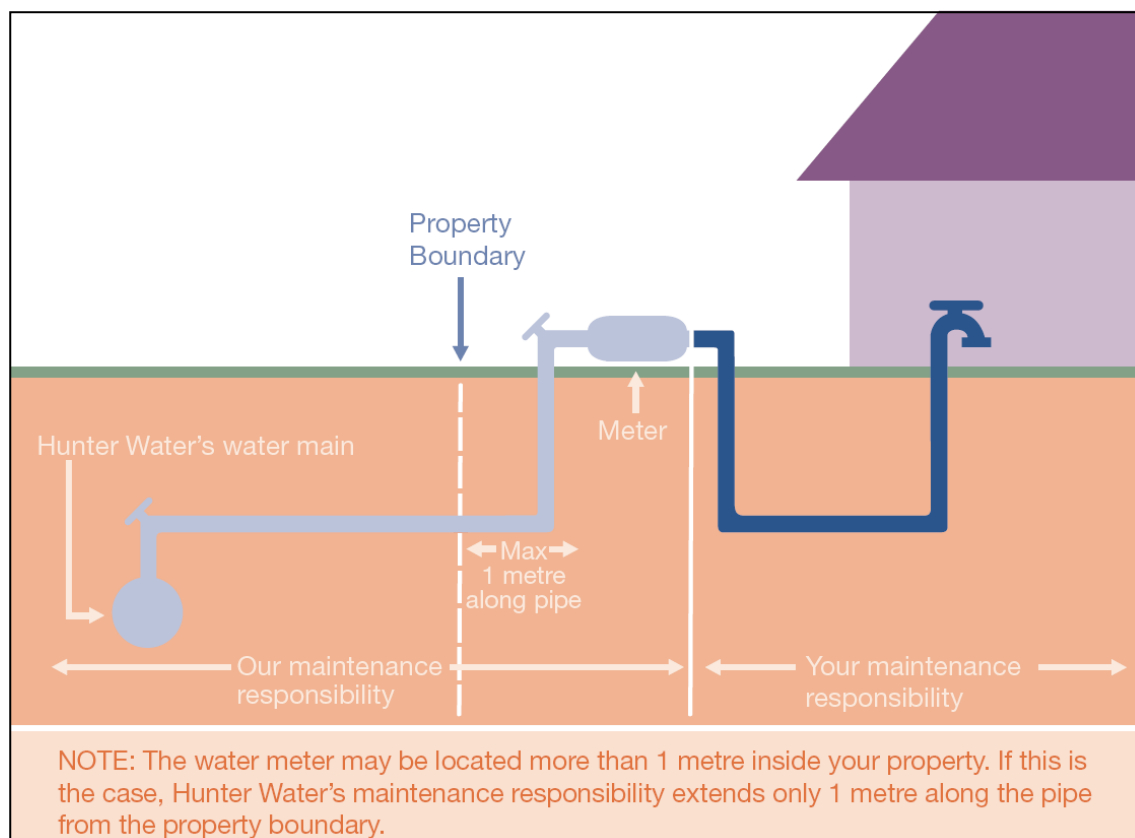 Property
Boundary
Hunter Water’s water main
Meter
Max
1 metre
along pipe
Our maintenance
responsibility
Your maintenance
responsibility
NOTE: The water meter may be located more than 1 metre inside your property. If this is
the case, Hunter Water’s maintenance responsibility extends only 1 metre along the pipe
from the property boundary.